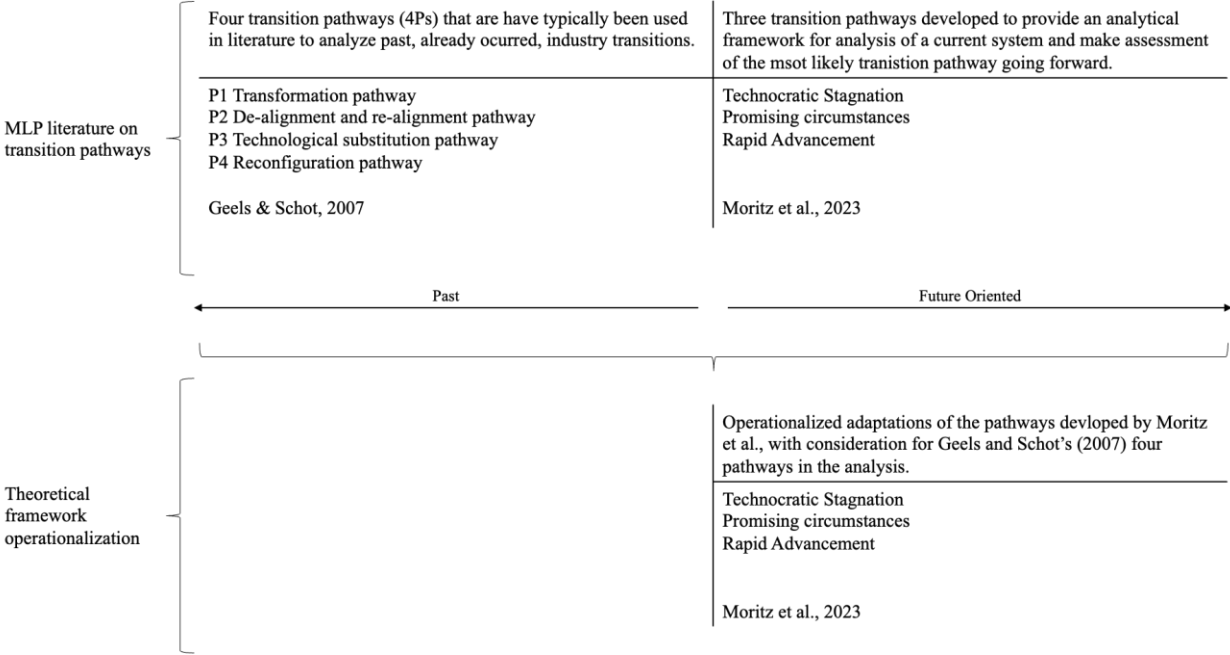 Four transition pathways (4Ps) that are have typically been used
in literature to analyze past, already ocurred, industry transitions.
Three transition pathways developed to provide an analytical
framework for analysis of a current system and make assessment
of the msot likely tranistion pathway going forward.
MLP literature on
transition pathways
P1 Transformation pathway
P2 De-alignment and re-alignment pathway
P3 Technological substitution pathway
P4 Reconfiguration pathway
Geels & Schot, 2007
Technocratic Stagnation
Promising circumstances
Rapid Advancement
Moritz et al., 2023
Past
Future Oriented
Theoretical
framework
operationalization
Operationalized adaptations of the pathways devloped by Moritz
et al., with consideration for Geels and Schot’s (2007) four
pathways in the analysis.
Technocratic Stagnation
Promising circumstances
Rapid Advancement
Moritz et al., 2023